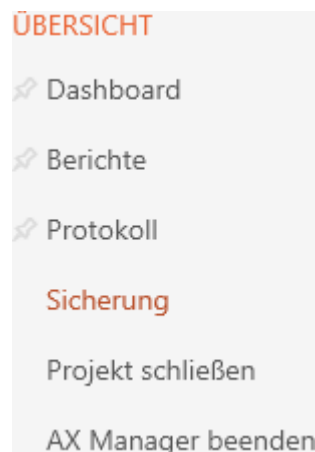 ÜBERSICHT
Dashboard
Berichte
Protokoll
Sicherung
Projekt schließen
AX Manager beenden